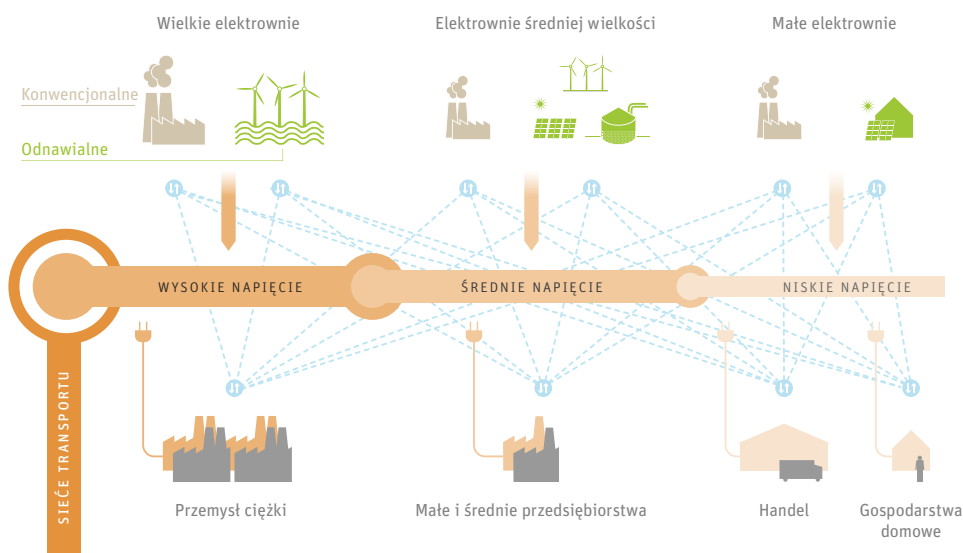 Wielkie elektrownie
Elektrownie średniej wielkości
Małe elektrownie
Konwencjonalne
Odnawialne
WYSOKIE NAPIĘCIE
ŚREDNIE NAPIĘCIE
NISKIE NAPIĘCIE
SIEĆE TRANSPORTU
Przemysł ciężki
Małe i średnie przedsiębiorstwa
Handel
Gospodarstwa
domowe